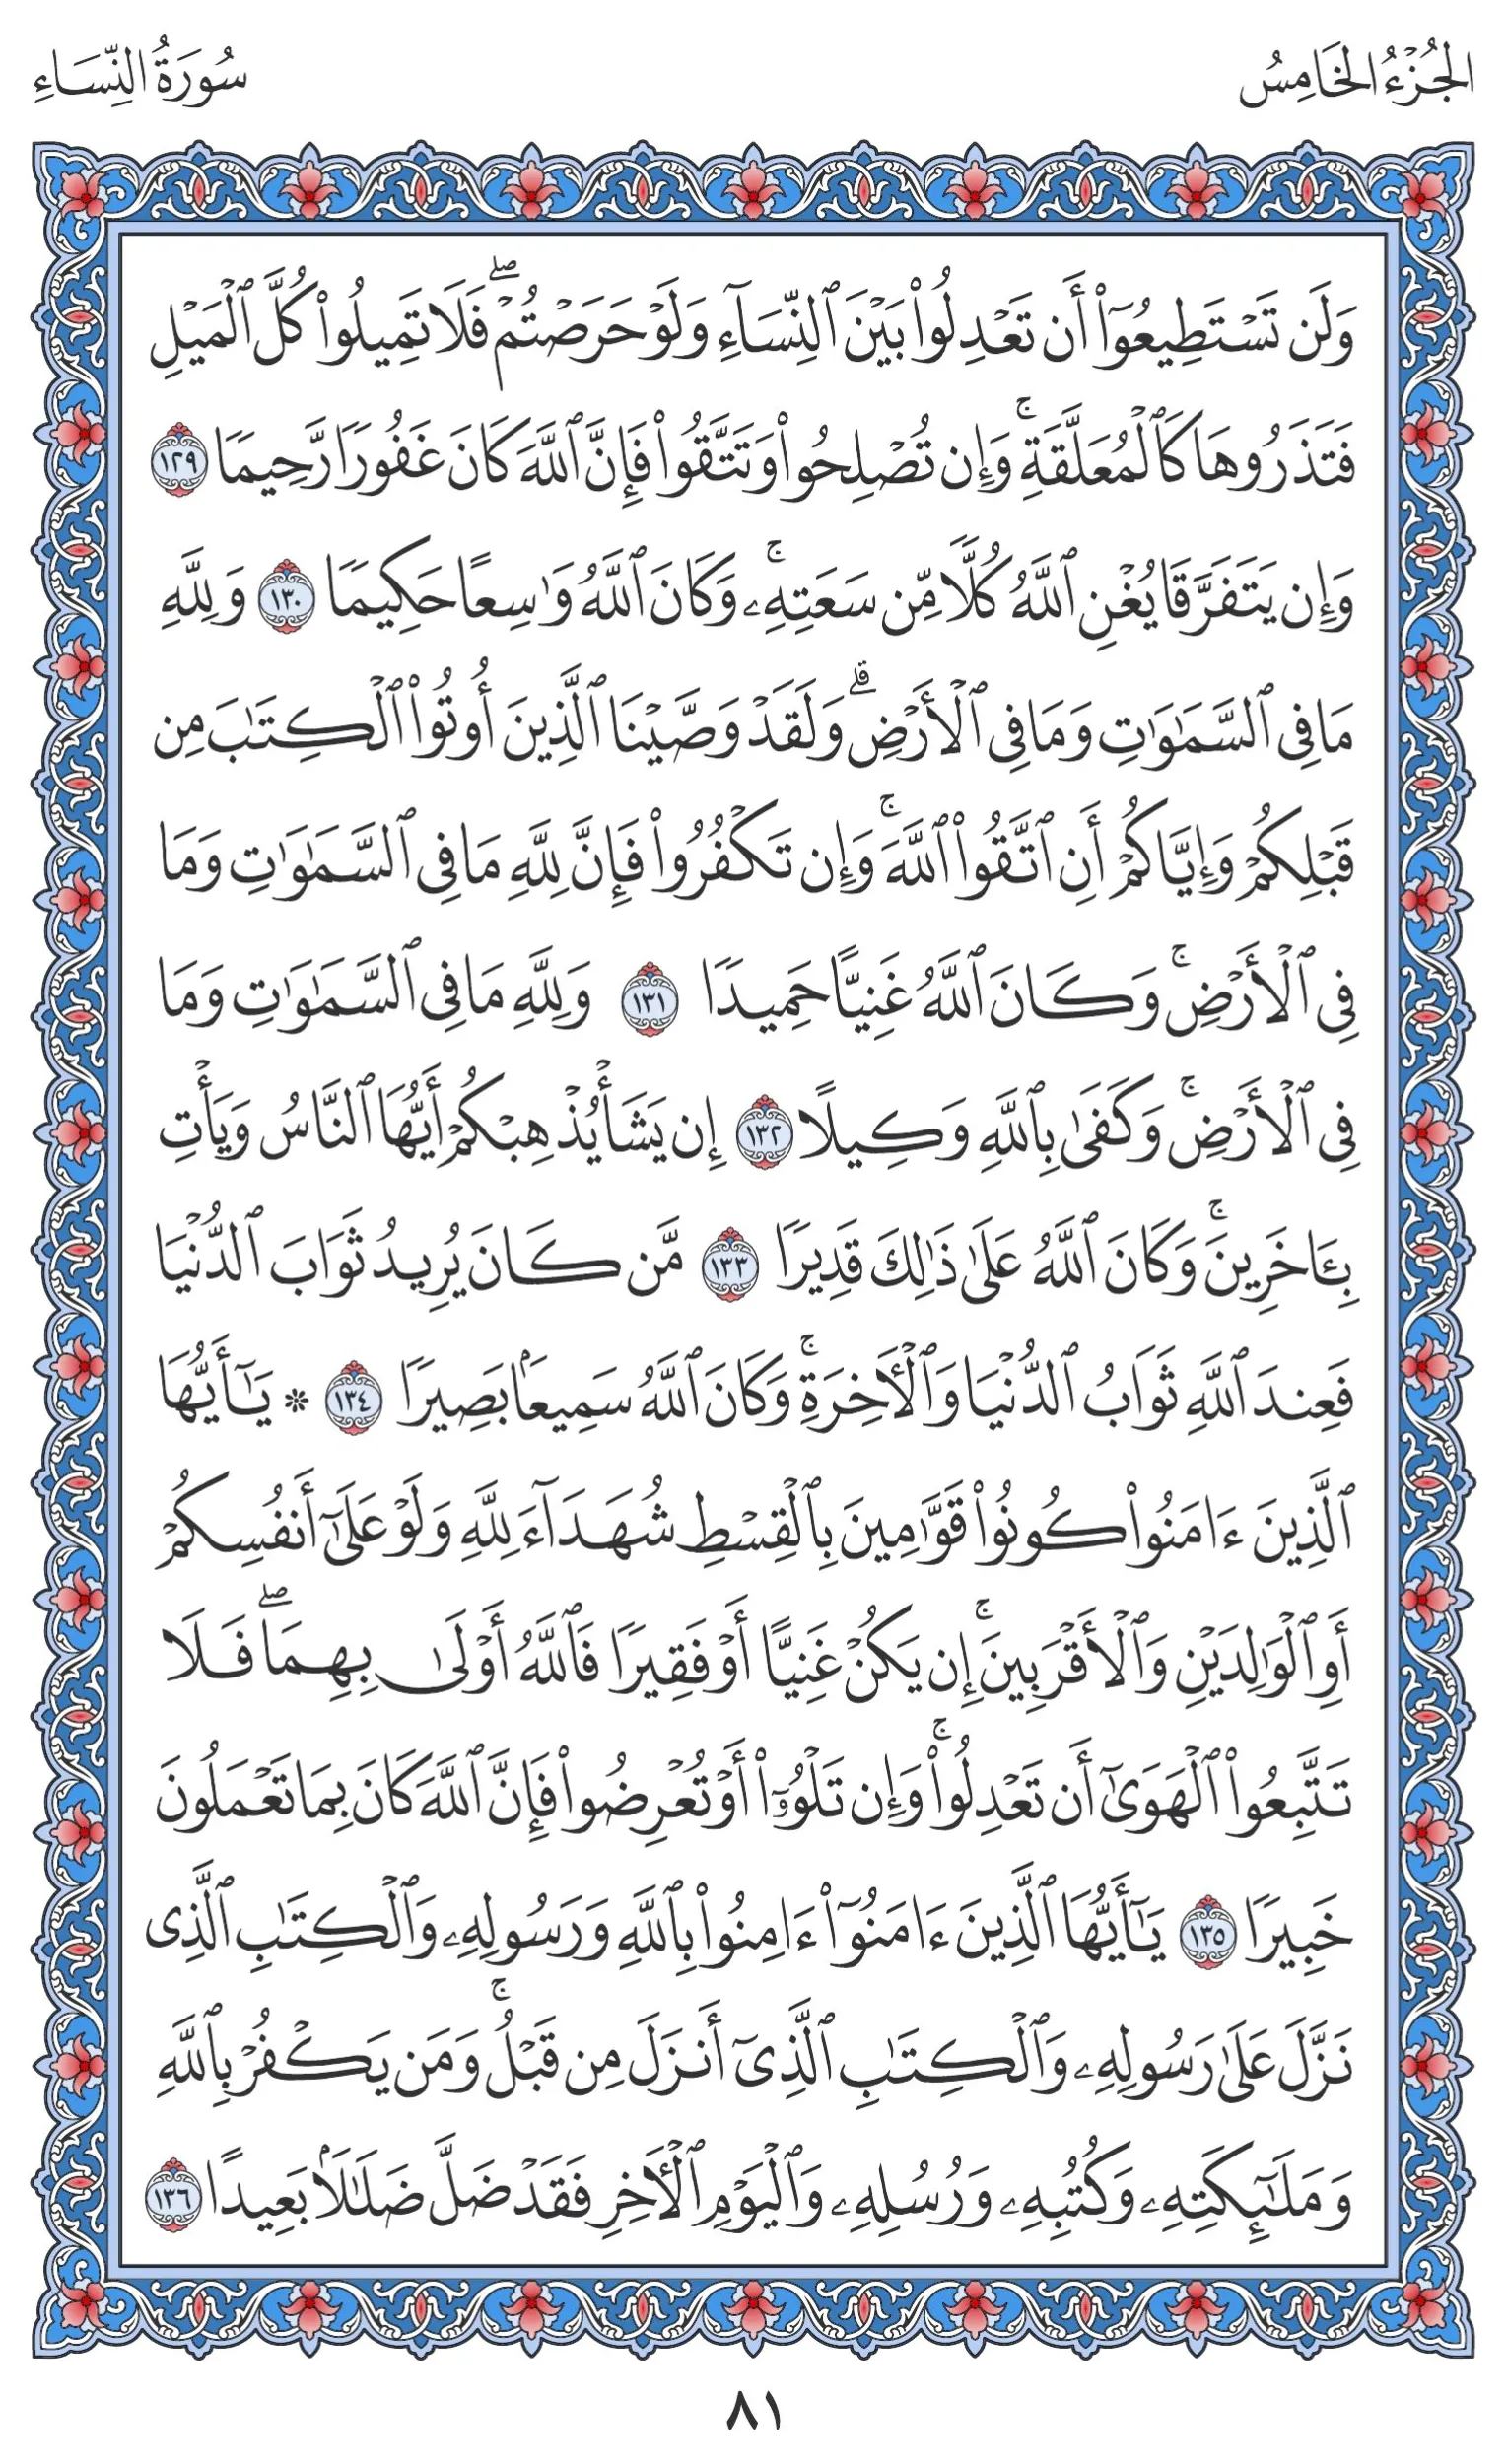 الجُزْءُ الخَامِسُ
سُورَةُ النِّسَاءِ
وَلَن تَسْتَطِيعُوٓاْ أَن تَعْدِلُواْ بَيْنَ ٱلنِّسَآءِ وَلَوْ حَرَصْتُمْۖ فَلَا تَمِيلُواْ كُلَّ ٱلْمَيْلِ
فَتَذَرُوهَا كَٱلْمُعَلَّقَةِۚ وَإِن تُصْلِحُواْ وَتَتَّقُواْ فَإِنَّ ٱللَّهَ كَانَ غَفُورًا رَّحِيمًا ١٢٩
وَإِن يَتَفَرَّقَا يُغْنِ ٱللَّهُ كُلًّا مِّن سَعَتِهِۦۚ وَكَانَ ٱللَّهُ وَٰسِعًا حَكِيمًا ١٣٠ وَلِلَّهِ
مَا فِى ٱلسَّمَٰوَٰتِ وَمَا فِى ٱلْأَرْضِۗ وَلَقَدْ وَصَّيْنَا ٱلَّذِينَ أُوتُواْ ٱلْكِتَٰبَ مِن
قَبْلِكُمْ وَإِيَّاكُمْ أَنِ ٱتَّقُواْ ٱللَّهَۚ وَإِن تَكْفُرُواْ فَإِنَّ لِلَّهِ مَا فِى ٱلسَّمَٰوَٰتِ وَمَا
فِى ٱلْأَرْضِۚ وَكَانَ ٱللَّهُ غَنِيًّا حَمِيدًا ١٣١ وَلِلَّهِ مَا فِى ٱلسَّمَٰوَٰتِ وَمَا
فِى ٱلْأَرْضِۚ وَكَفَىٰ بِٱللَّهِ وَكِيلًا ١٣٢ إِن يَشَأْ يُذْهِبْكُمْ أَيُّهَا ٱلنَّاسُ وَيَأْتِ
بِـَٔاخَرِينَۚ وَكَانَ ٱللَّهُ عَلَىٰ ذَٰلِكَ قَدِيرًا ١٣٣ مَّن كَانَ يُرِيدُ ثَوَابَ ٱلدُّنْيَا
فَعِندَ ٱللَّهِ ثَوَابُ ٱلدُّنْيَا وَٱلْأَخِرَةِۚ وَكَانَ ٱللَّهُ سَمِيعَۢا بَصِيرًا ١٣٤ ۞ يَٰٓأَيُّهَا
ٱلَّذِينَ ءَامَنُواْ كُونُواْ قَوَّٰمِينَ بِٱلْقِسْطِ شُهَدَآءَ لِلَّهِ وَلَوْ عَلَىٰٓ أَنفُسِكُمْ
أَوِ ٱلْوَٰلِدَيْنِ وَٱلْأَقْرَبِينَۚ إِن يَكُنْ غَنِيًّا أَوْ فَقِيرًا فَٱللَّهُ أَوْلَىٰ بِهِمَاۖ فَلَا
تَتَّبِعُواْ ٱلْهَوَىٰٓ أَن تَعْدِلُواْۚ وَإِن تَلْوُۥٓاْ أَوْ تُعْرِضُواْ فَإِنَّ ٱللَّهَ كَانَ بِمَا تَعْمَلُونَ
خَبِيرًا ١٣٥ يَٰٓأَيُّهَا ٱلَّذِينَ ءَامَنُوٓاْ ءَامِنُواْ بِٱللَّهِ وَرَسُولِهِۦ وَٱلْكِتَٰبِ ٱلَّذِى
نَزَّلَ عَلَىٰ رَسُولِهِۦ وَٱلْكِتَٰبِ ٱلَّذِىٓ أَنزَلَ مِن قَبْلُۚ وَمَن يَكْفُرْ بِٱللَّهِ
وَمَلَٰٓئِكَتِهِۦ وَكُتُبِهِۦ وَرُسُلِهِۦ وَٱلْيَوْمِ ٱلْأَخِرِ فَقَدْ ضَلَّ ضَلَٰلَۢا بَعِيدًا ١٣٦
٨١